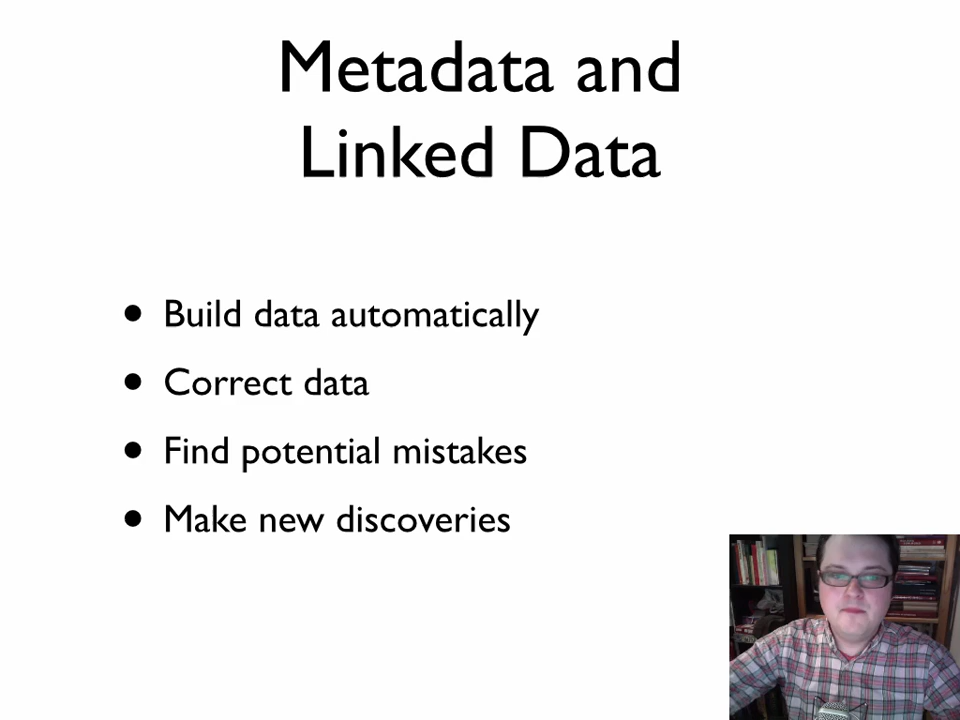 Metadata and
Linked Data
• Build data automatically
• Correct data
• Find potential mistakes
• Make new discoveries